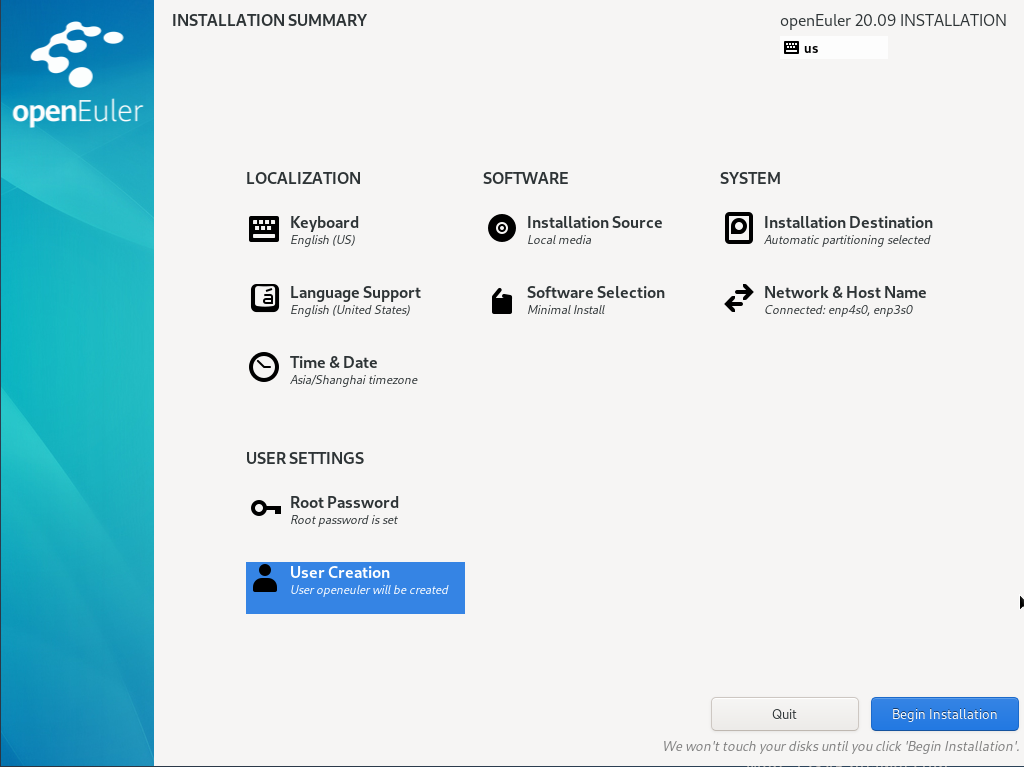 openEuler
INSTALLATION SUMMARY
openEuler 20.09 INSTALLATION
us
LOCALIZATION
Keyboard
English (US)
Language Support
English (United States)
Time & Date
Asia/Shanghai timezone
SOFTWARE
Installation Source
Local media
Software Selection
Minimal Install
SYSTEM
Installation Destination
Automatic partitioning selected
Network & Host Name
Connected: enp4s0, enp3s0
USER SETTINGS
Root Password
Root password is set
User Creation
User openeuler will be created
Quit
Begin Installation
We won't touch your disks until you click 'Begin Installation'.